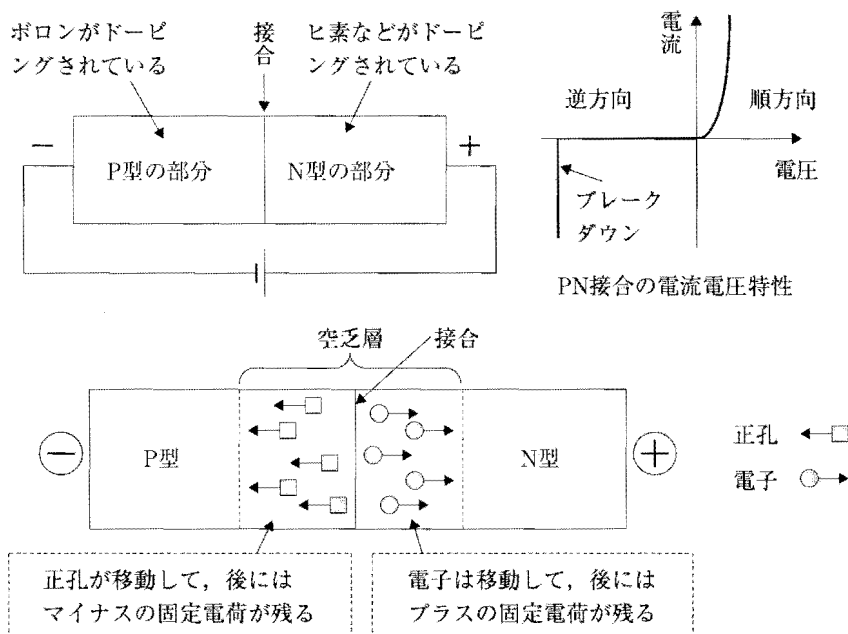 ボロンがドーピ
ングされている
接合
ヒ素などがドーピ
ングされている
−
P型の部分
N型の部分
+
電流
逆方向
順方向
電圧
ブレーク
ダウン
PN接合の電流電圧特性
空乏層
接合
−
P型
N型
+
正孔
電子
正孔が移動して，後には
マイナスの固定電荷が残る
電子は移動して，後には
プラスの固定電荷が残る